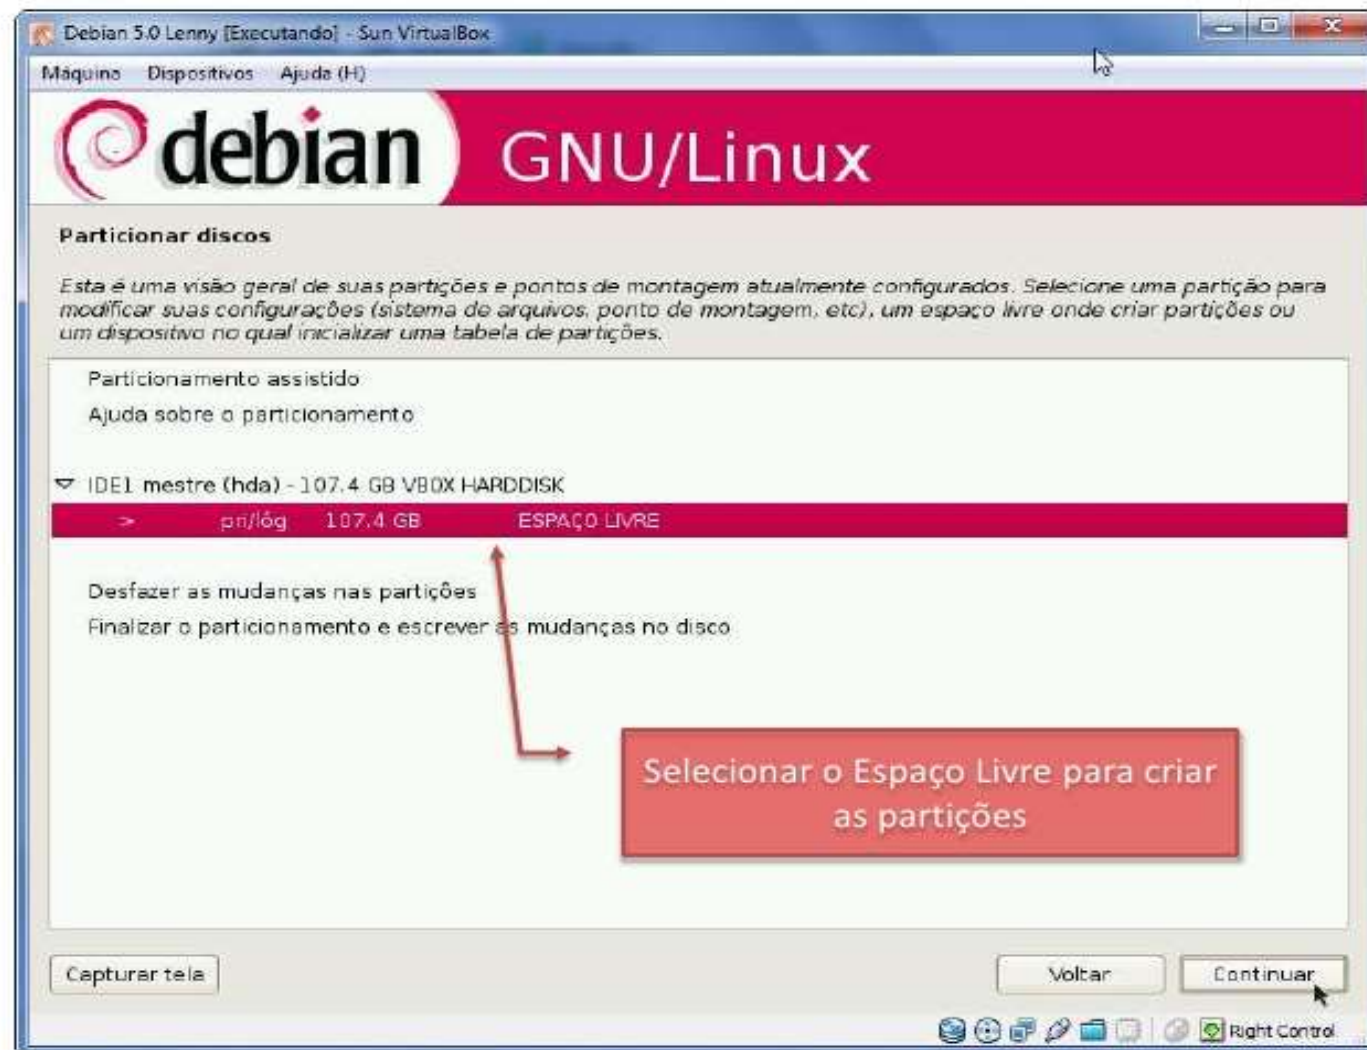 Debian 5.0 Lenny [Executando] - Sun VirtualBox
Máquina Dispositivos Ajuda (H)
debian GNU/Linux
Particionar discos
Esta é uma visão geral de suas partições e pontos de montagem atualmente configurados. Selecione uma partição para
modificar suas configurações (sistema de arquivos, ponto de montagem, etc), um espaço livre onde criar partições ou
um dispositivo no qual inicializar uma tabela de partições.
Particionamento assistido
Ajuda sobre o particionamento
IDE1 mestre (hda) - 107.4 GB VBOX HARDDISK
> pri/lóg 107.4 GB ESPAÇO LIVRE
Desfazer as mudanças nas partições
Finalizar o particionamento e escrever as mudanças no disco
Selecionar o Espaço Livre para criar
as partições
Capturar tela Voltar Continuar
Right Control